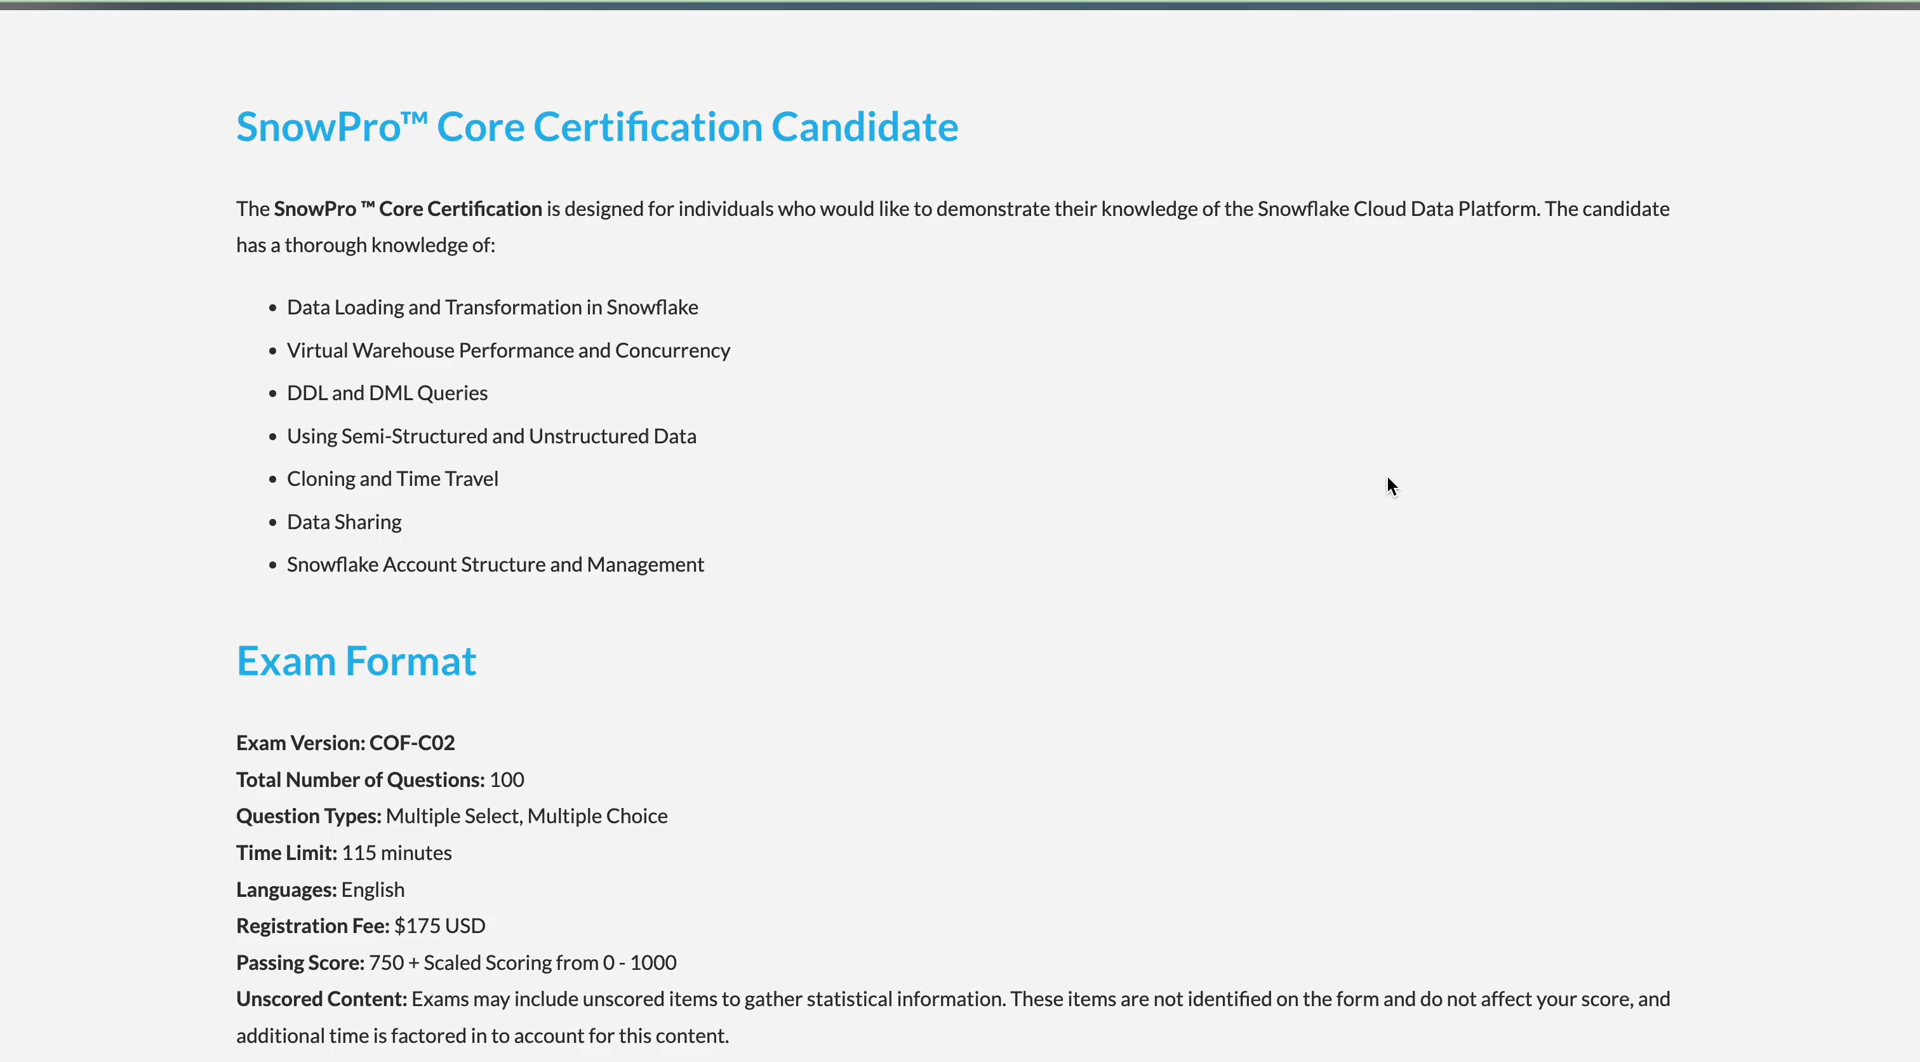 SnowPro™ Core Certification Candidate
The SnowPro ™ Core Certification is designed for individuals who would like to demonstrate their knowledge of the Snowflake Cloud Data Platform. The candidate
has a thorough knowledge of:
• Data Loading and Transformation in Snowflake
• Virtual Warehouse Performance and Concurrency
• DDL and DML Queries
• Using Semi-Structured and Unstructured Data
• Cloning and Time Travel
• Data Sharing
• Snowflake Account Structure and Management
Exam Format
Exam Version: COF-C02
Total Number of Questions: 100
Question Types: Multiple Select, Multiple Choice
Time Limit: 115 minutes
Languages: English
Registration Fee: $175 USD
Passing Score: 750 + Scaled Scoring from 0 - 1000
Unscored Content: Exams may include unscored items to gather statistical information. These items are not identified on the form and do not affect your score, and
additional time is factored in to account for this content.